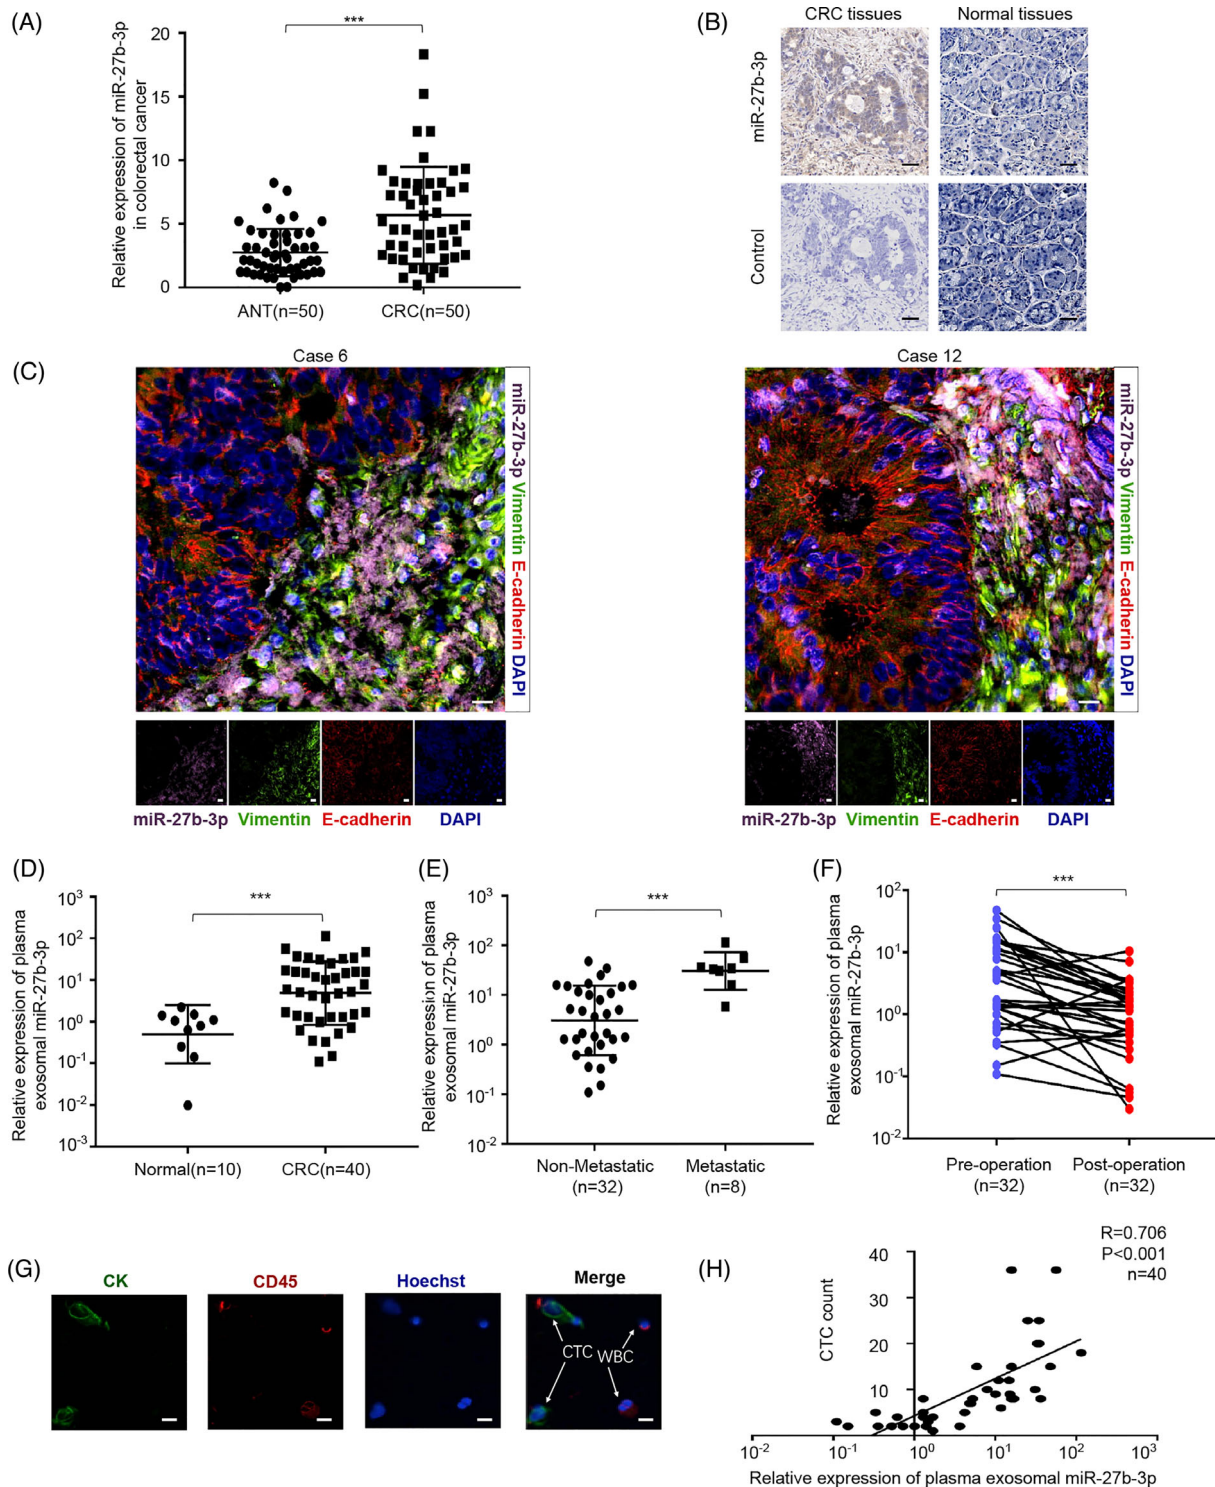 (A)
Relative expression of miR-27b-3p
in colorectal cancer
20
15
10
5
0
***
ANT(n=50)
CRC(n=50)
(B)
CRC tissues
Normal tissues
miR-27b-3p
Control
(C)
Case 6
miR-27b-3p Vimentin E-cadherin DAPI
miR-27b-3p
Vimentin
E-cadherin
DAPI
Case 12
miR-27b-3p Vimentin E-cadherin DAPI
miR-27b-3p
Vimentin
E-cadherin
DAPI
(D)
Relative expression of plasma
exosomal miR-27b-3p
10³
10²
10¹
10⁰
10⁻¹
10⁻²
10⁻³
***
Normal(n=10)
CRC(n=40)
(E)
Relative expression of plasma
exosomal miR-27b-3p
10³
10²
10¹
10⁰
10⁻¹
10⁻²
***
Non-Metastatic
(n=32)
Metastatic
(n=8)
(F)
Relative expression of plasma
exosomal miR-27b-3p
10²
10¹
10⁰
10⁻¹
10⁻²
***
Pre-operation
(n=32)
Post-operation
(n=32)
(G)
CK
CD45
Hoechst
Merge
CTC
WBC
(H)
R=0.706
P<0.001
n=40
CTC count
40
30
20
10
10⁻²
10⁻¹
10⁰
10¹
10²
10³
Relative expression of plasma exosomal miR-27b-3p